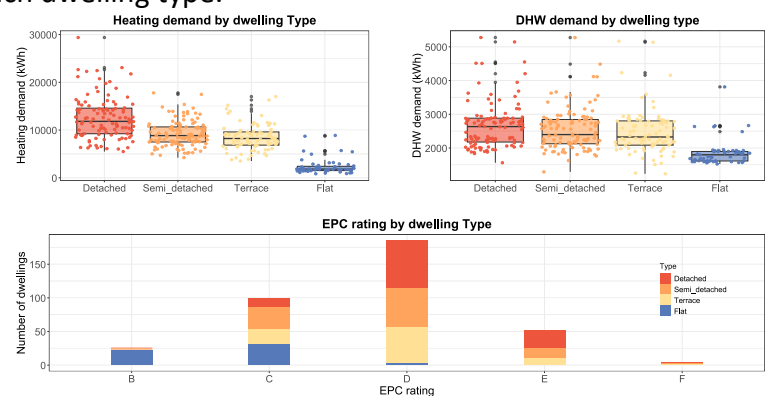 dwelling type.
Heating demand by dwelling Type
Heating demand (kWh)
30000
20000
10000
0
Detached Semi_detached Terrace Flat
DHW demand by dwelling type
DHW demand (kWh)
5000
4000
3000
2000
Detached Semi_detached Terrace Flat
EPC rating by dwelling Type
Number of dwellings
150
100
50
0
B C D E F
EPC rating
Type
Detached
Semi_detached
Terrace
Flat